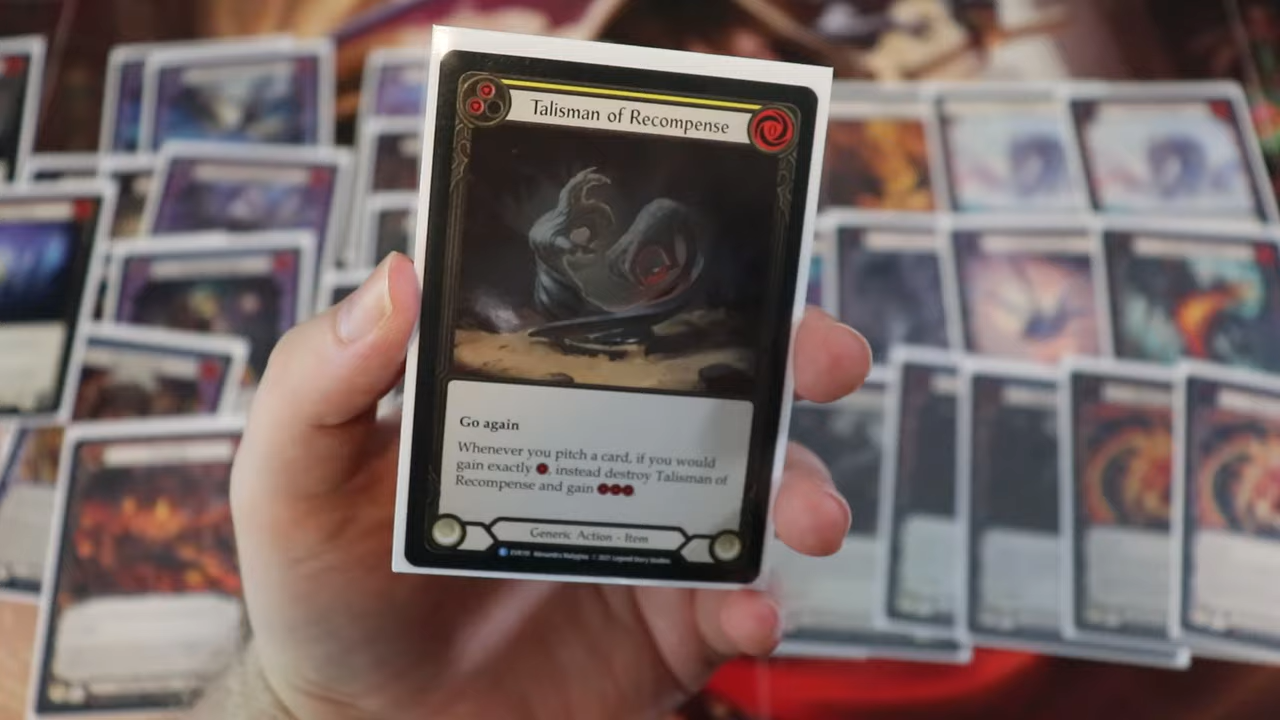 Talisman of Recompense
Go again
Whenever you pitch a card, if you would
gain exactly , instead destroy Talisman of
Recompense and gain
Generic Action - Item